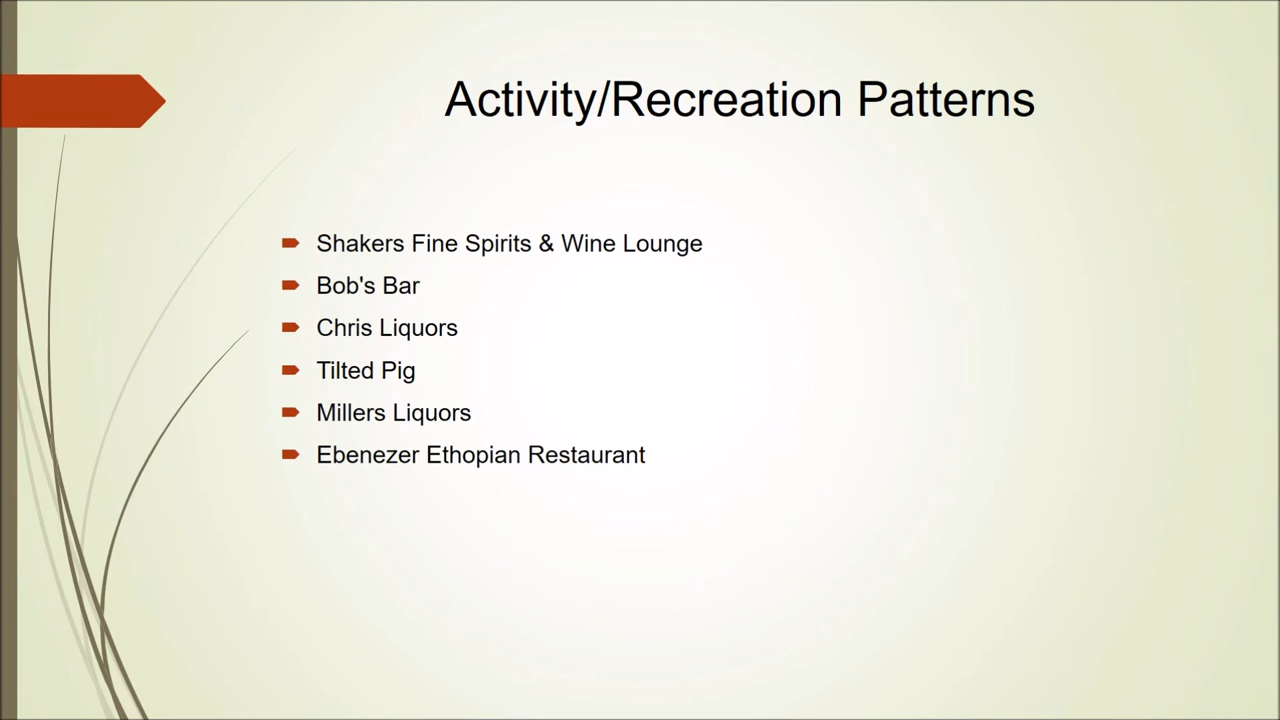 Activity/Recreation Patterns
Shakers Fine Spirits & Wine Lounge
Bob's Bar
Chris Liquors
Tilted Pig
Millers Liquors
Ebenezer Ethopian Restaurant